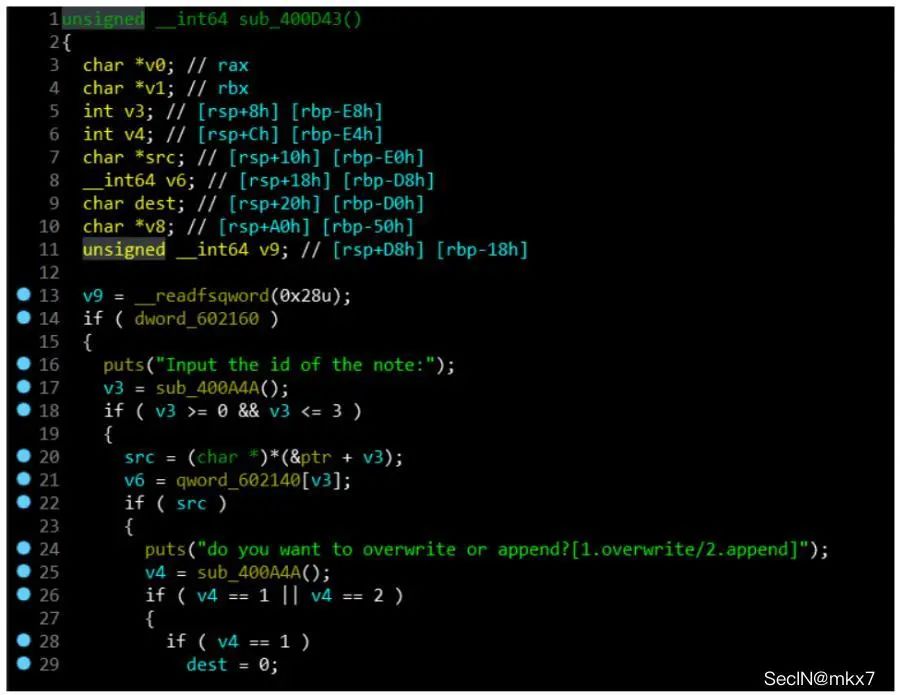 1 unsigned __int64 sub_400D43()
2 {
3 char *v0; // rax
4 char *v1; // rbx
5 int v3; // [rsp+8h] [rbp-E8h]
6 int v4; // [rsp+Ch] [rbp-E4h]
7 char *src; // [rsp+10h] [rbp-E0h]
8 __int64 v6; // [rsp+18h] [rbp-D8h]
9 char dest; // [rsp+20h] [rbp-D0h]
10 char *v8; // [rsp+A0h] [rbp-50h]
11 unsigned __int64 v9; // [rsp+D8h] [rbp-18h]
12
13 v9 = __readfsqword(0x28u);
14 if ( dword_602160 )
15 {
16 puts("Input the id of the note:");
17 v3 = sub_400A4A();
18 if ( v3 >= 0 && v3 <= 3 )
19 {
20 src = (char *)*(&ptr + v3);
21 v6 = qword_602140[v3];
22 if ( src )
23 {
24 puts("do you want to overwrite or append?[1.overwrite/2.append]");
25 v4 = sub_400A4A();
26 if ( v4 == 1 || v4 == 2 )
27 {
28 if ( v4 == 1 )
29 dest = 0;
SecIN@mkx7